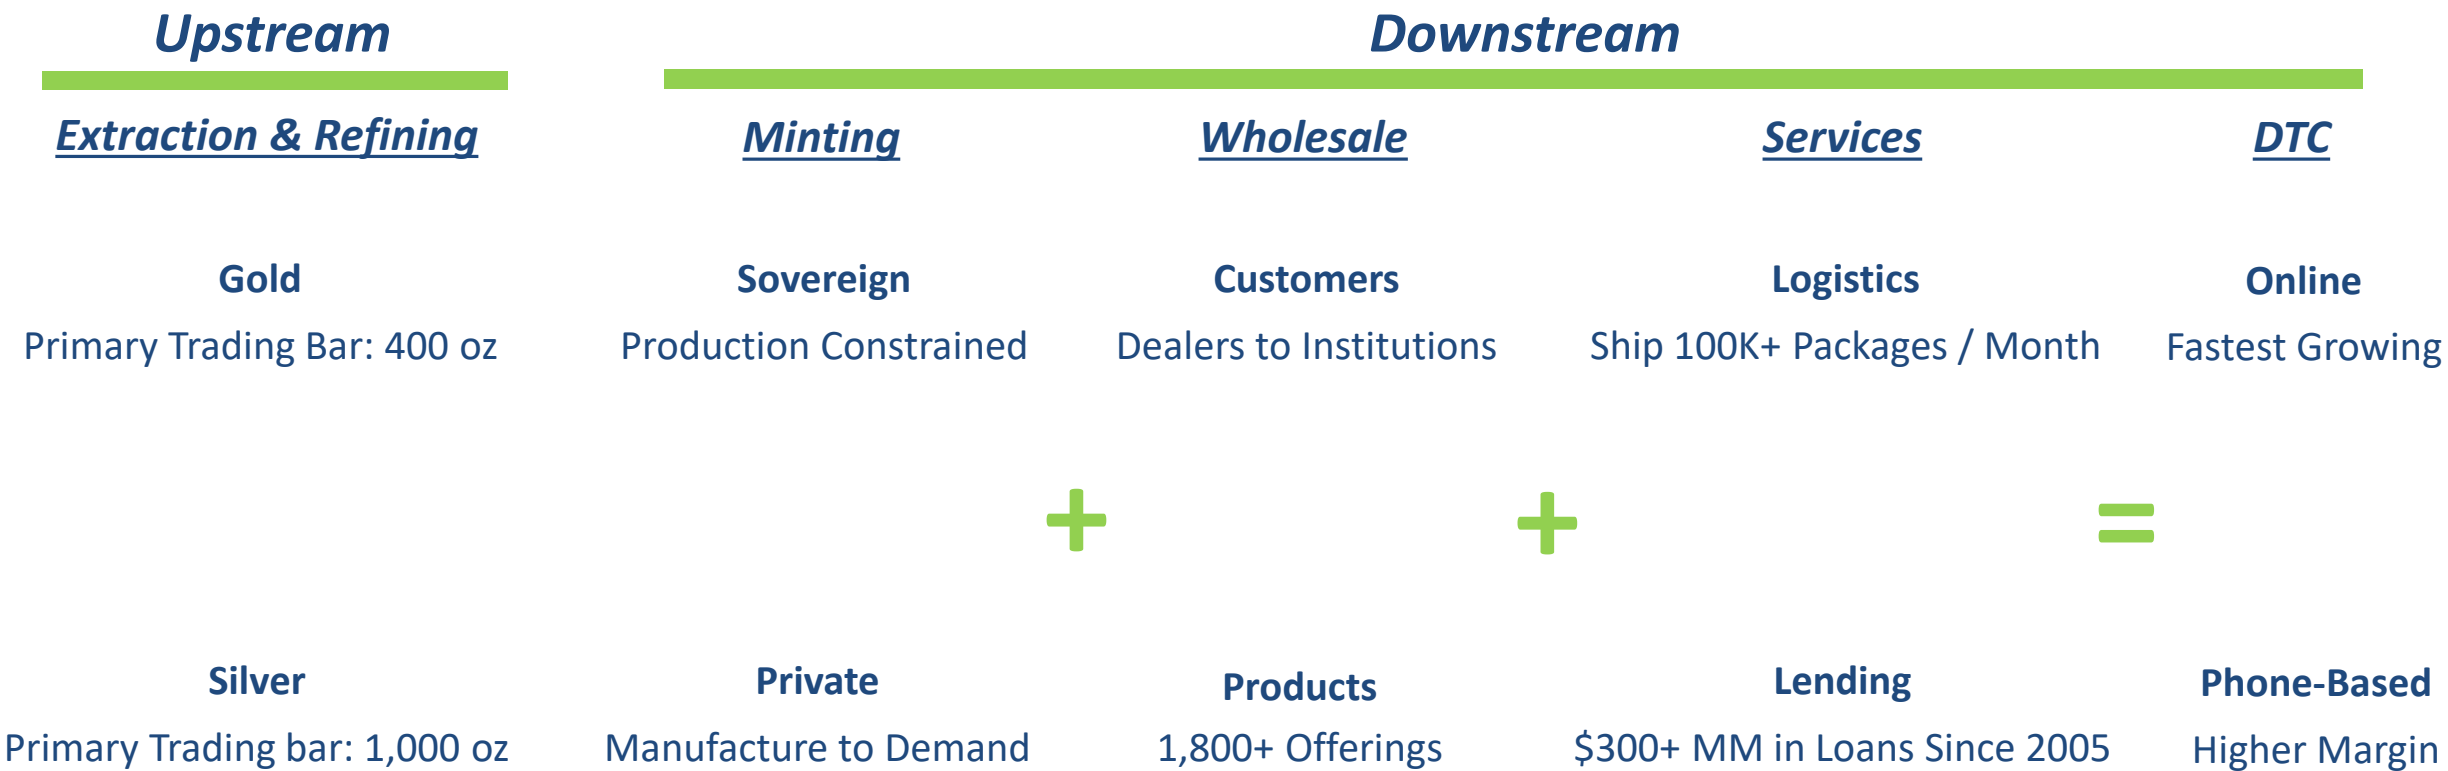 Upstream
Downstream
Extraction & Refining
Minting
Wholesale
Services
DTC
Gold
Sovereign
Customers
Logistics
Online
Primary Trading Bar: 400 oz
Production Constrained
Dealers to Institutions
Ship 100K+ Packages / Month
Fastest Growing
+
+
=
Silver
Private
Products
Lending
Phone-Based
Primary Trading bar: 1,000 oz
Manufacture to Demand
1,800+ Offerings
$300+ MM in Loans Since 2005
Higher Margin